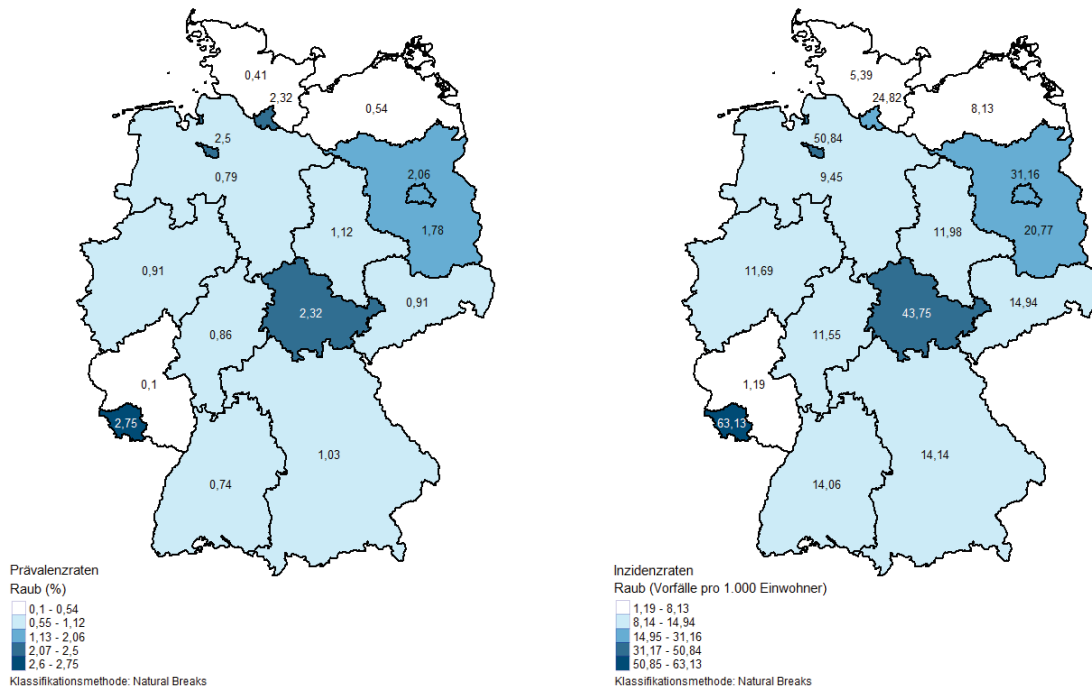 0,41
2,32
0,54
2,5
0,79
2,06
1,78
1,12
0,91
0,91
2,32
0,86
0,1
2,75
1,03
0,74
Prävalenzraten
Raub (%)
0,1 - 0,54
0,55 - 1,12
1,13 - 2,06
2,07 - 2,5
2,6 - 2,75
Klassifikationsmethode: Natural Breaks
5,39
24,82
8,13
50,84
9,45
31,16
20,77
11,98
11,69
14,94
43,75
11,55
1,19
63,13
14,14
14,06
Inzidenzraten
Raub (Vorfälle pro 1.000 Einwohner)
1,19 - 8,13
8,14 - 14,94
14,95 - 31,16
31,17 - 50,84
50,85 - 63,13
Klassifikationsmethode: Natural Breaks